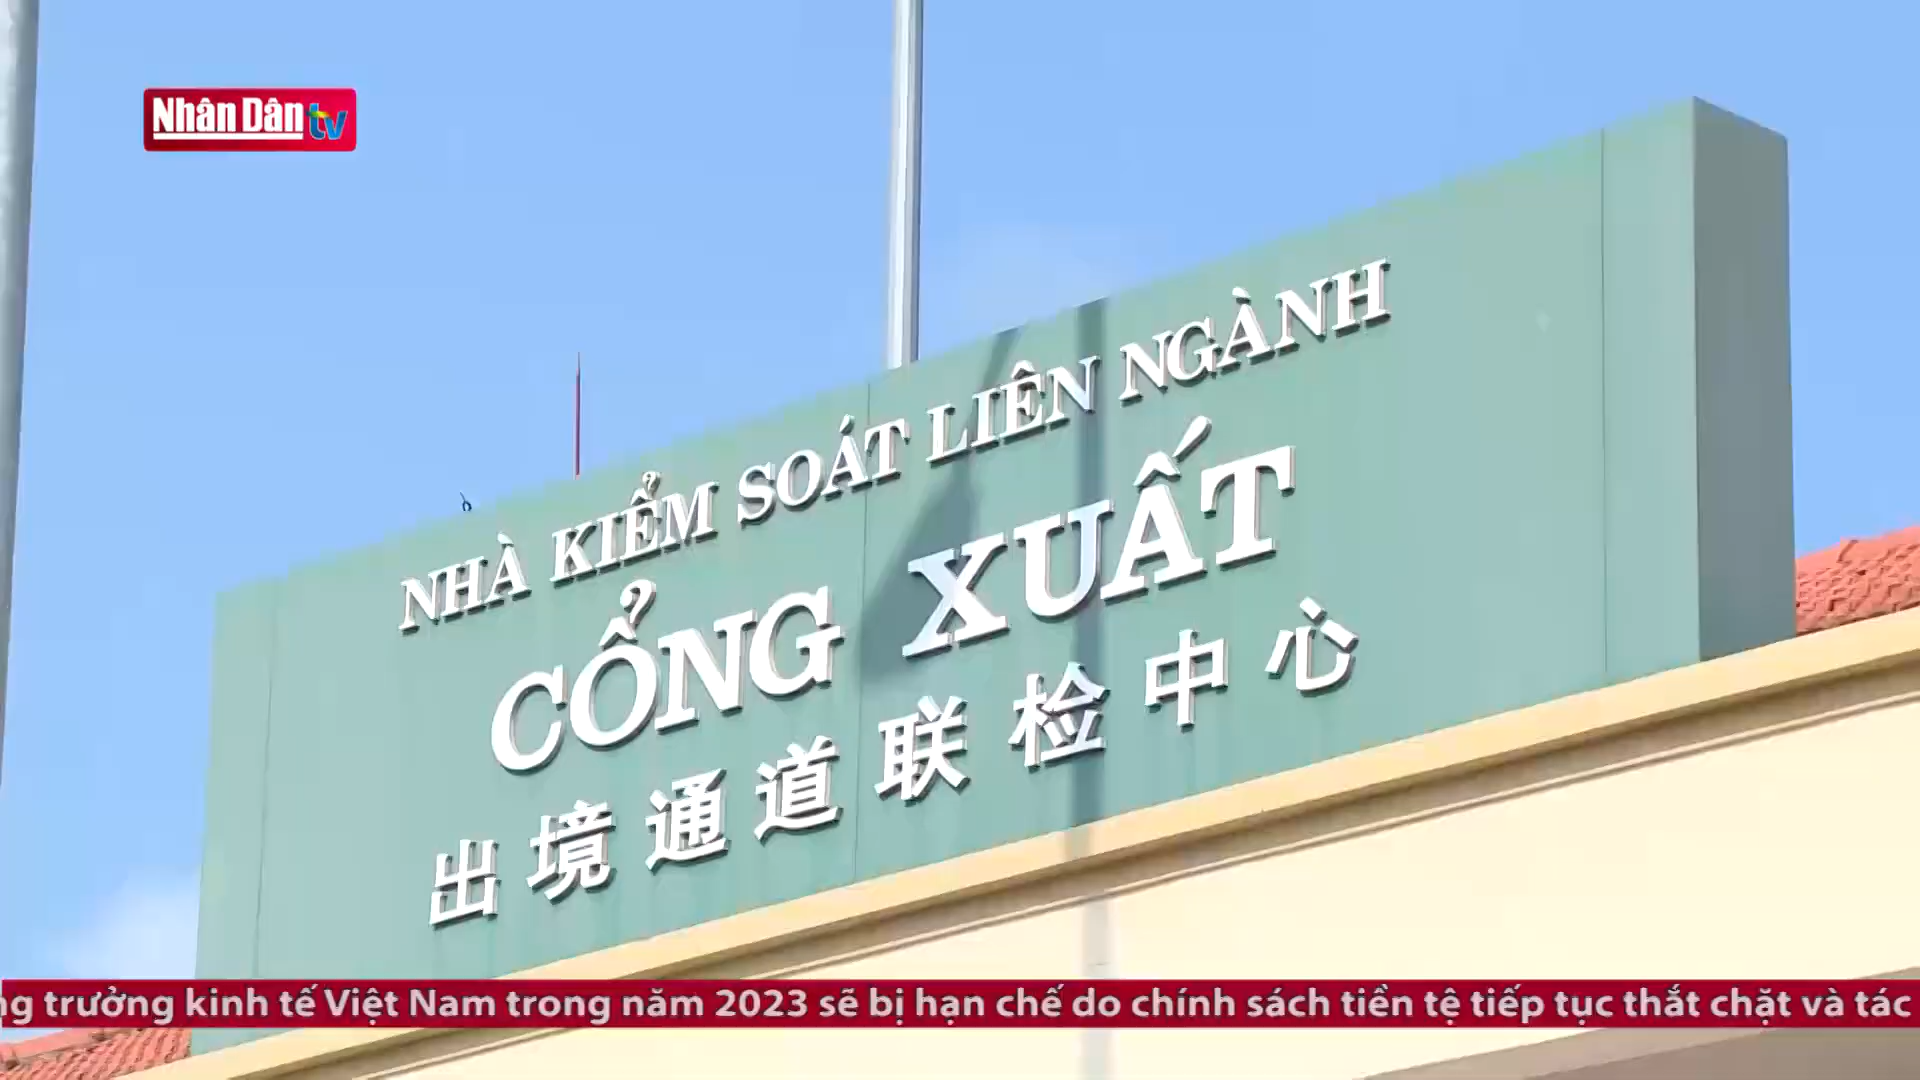 Nhân Dân tv
NHÀ KIỂM SOÁT LIÊN NGÀNH
CỔNG XUẤT
出境通道联检中心
trưởng kinh tế Việt Nam trong năm 2023 sẽ bị hạn chế do chính sách tiền tệ tiếp tục thắt chặt và tác